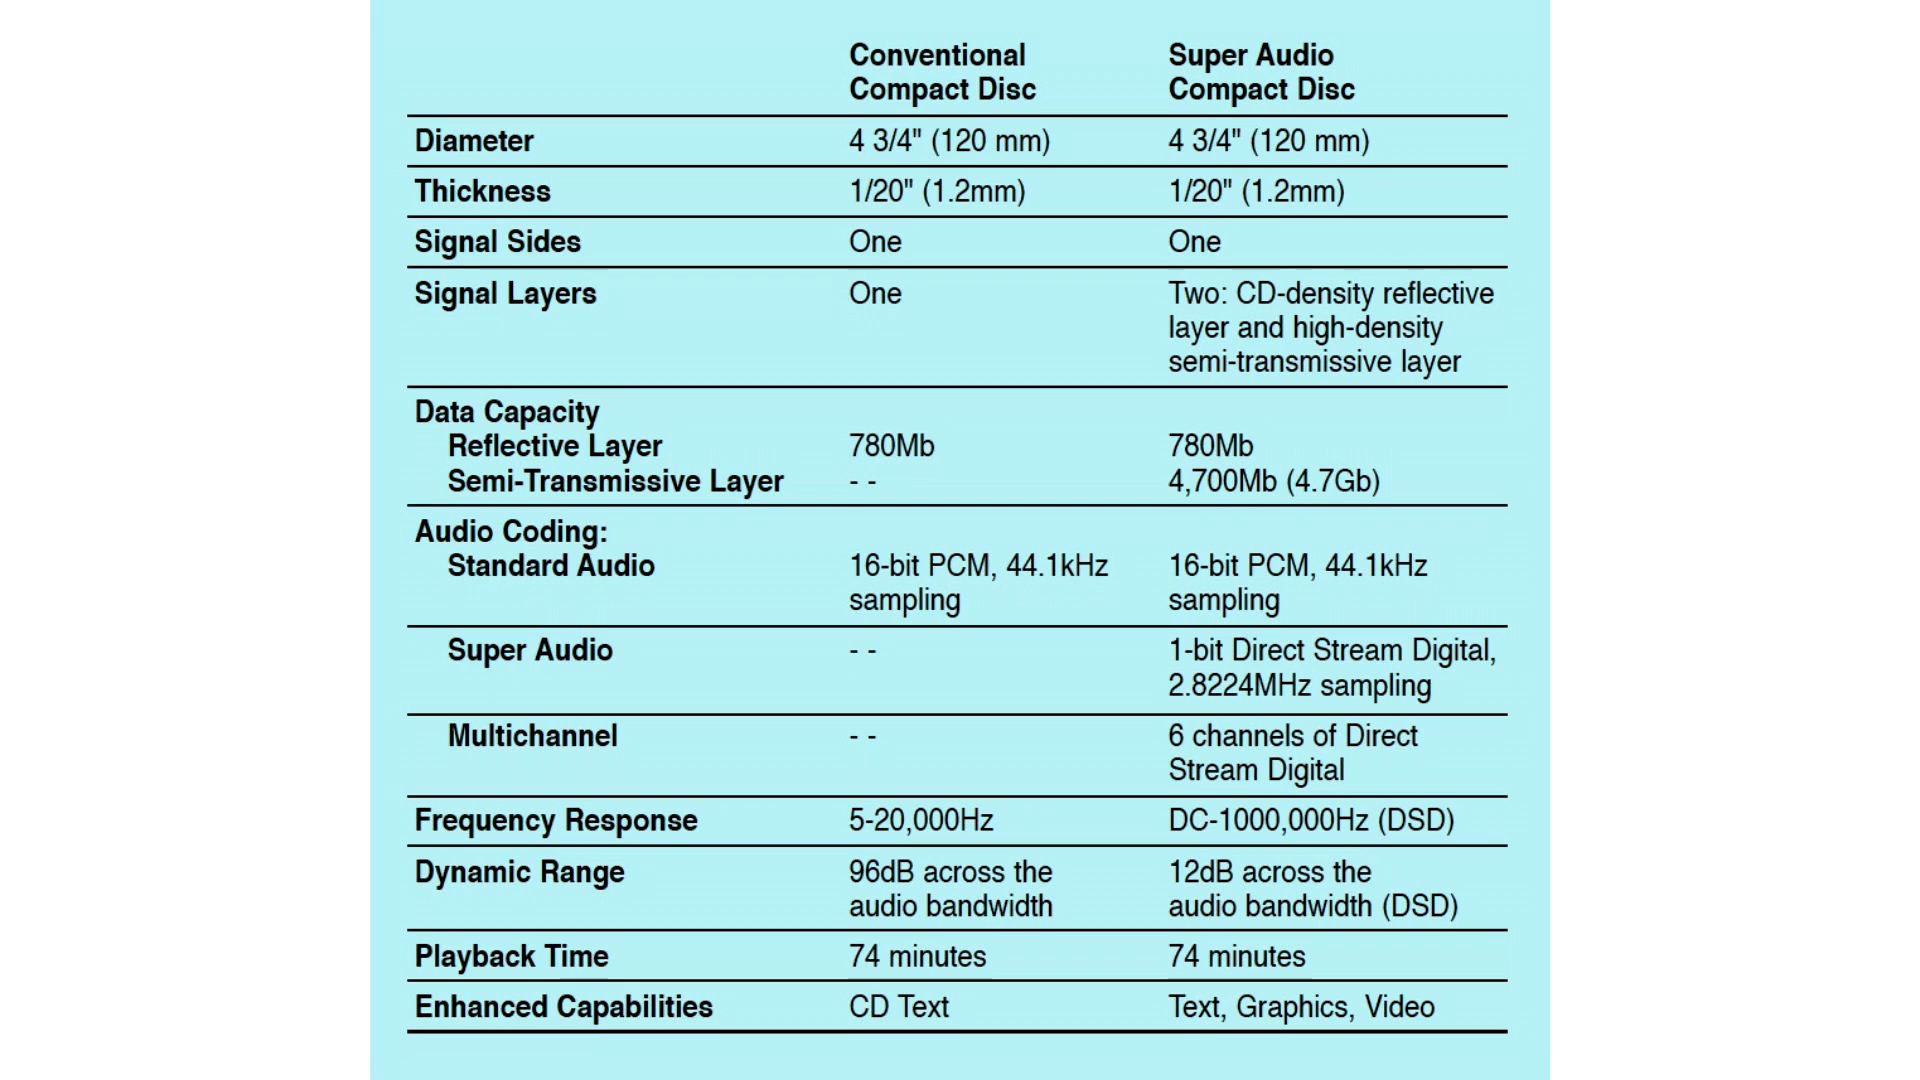 Conventional Super Audio
Compact Disc Compact Disc
Diameter 4 3/4" (120 mm) 4 3/4" (120 mm)
Thickness 1/20" (1.2mm) 1/20" (1.2mm)
Signal Sides One One
Signal Layers One Two: CD-density reflective
layer and high-density
semi-transmissive layer
Data Capacity
Reflective Layer 780Mb 780Mb
Semi-Transmissive Layer - - 4,700Mb (4.7Gb)
Audio Coding:
Standard Audio 16-bit PCM, 44.1kHz 16-bit PCM, 44.1kHz
sampling sampling
Super Audio - - 1-bit Direct Stream Digital,
2.8224MHz sampling
Multichannel - - 6 channels of Direct
Stream Digital
Frequency Response 5-20,000Hz DC-1000,000Hz (DSD)
Dynamic Range 96dB across the 12dB across the
audio bandwidth audio bandwidth (DSD)
Playback Time 74 minutes 74 minutes
Enhanced Capabilities CD Text Text, Graphics, Video